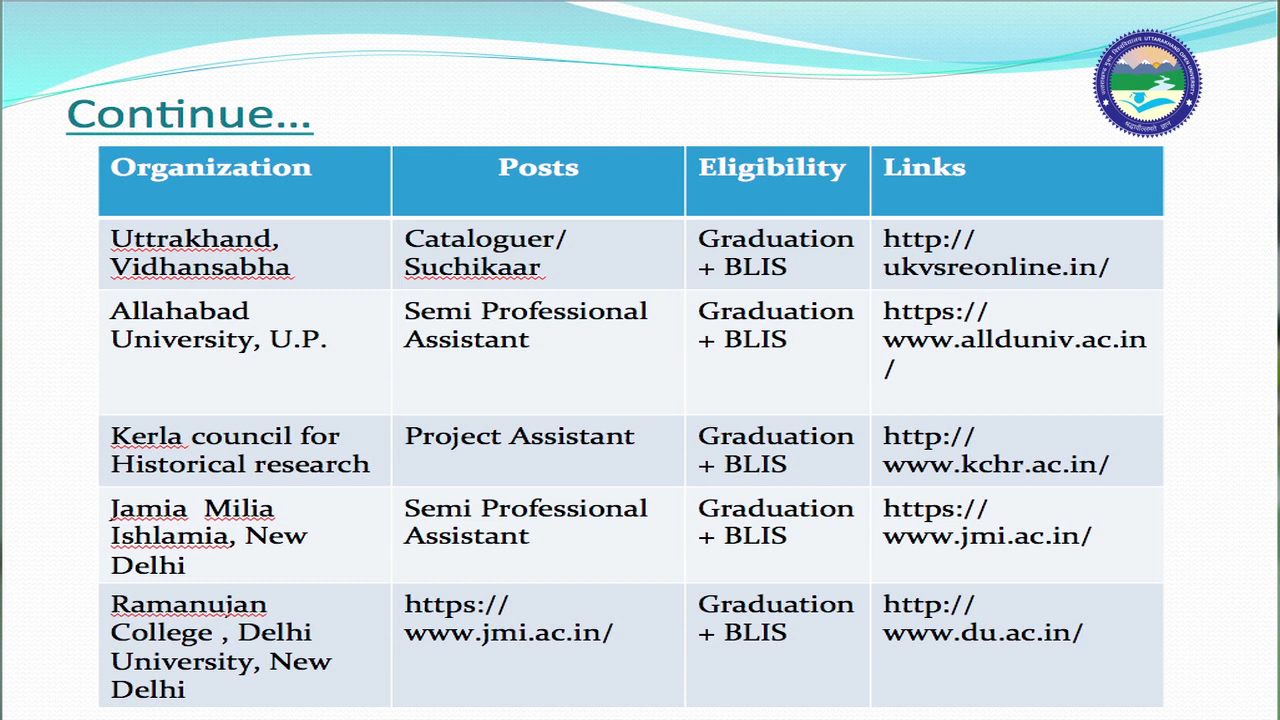 Continue...
UTTARAKHAND OPEN UNIVERSITY
Organization Posts Eligibility Links
Uttrakhand, Cataloguer/ Graduation http://
Vidhansabha Suchikaar + BLIS ukvsreonline.in/
Allahabad Semi Professional Graduation https://
University, U.P. Assistant + BLIS www.allduniv.ac.in
/
Kerla council for Project Assistant Graduation http://
Historical research + BLIS www.kchr.ac.in/
Jamia Milia Semi Professional Graduation https://
Ishlamia, New Assistant + BLIS www.jmi.ac.in/
Delhi
Ramanujan https:// Graduation http://
College , Delhi www.jmi.ac.in/ + BLIS www.du.ac.in/
University, New
Delhi